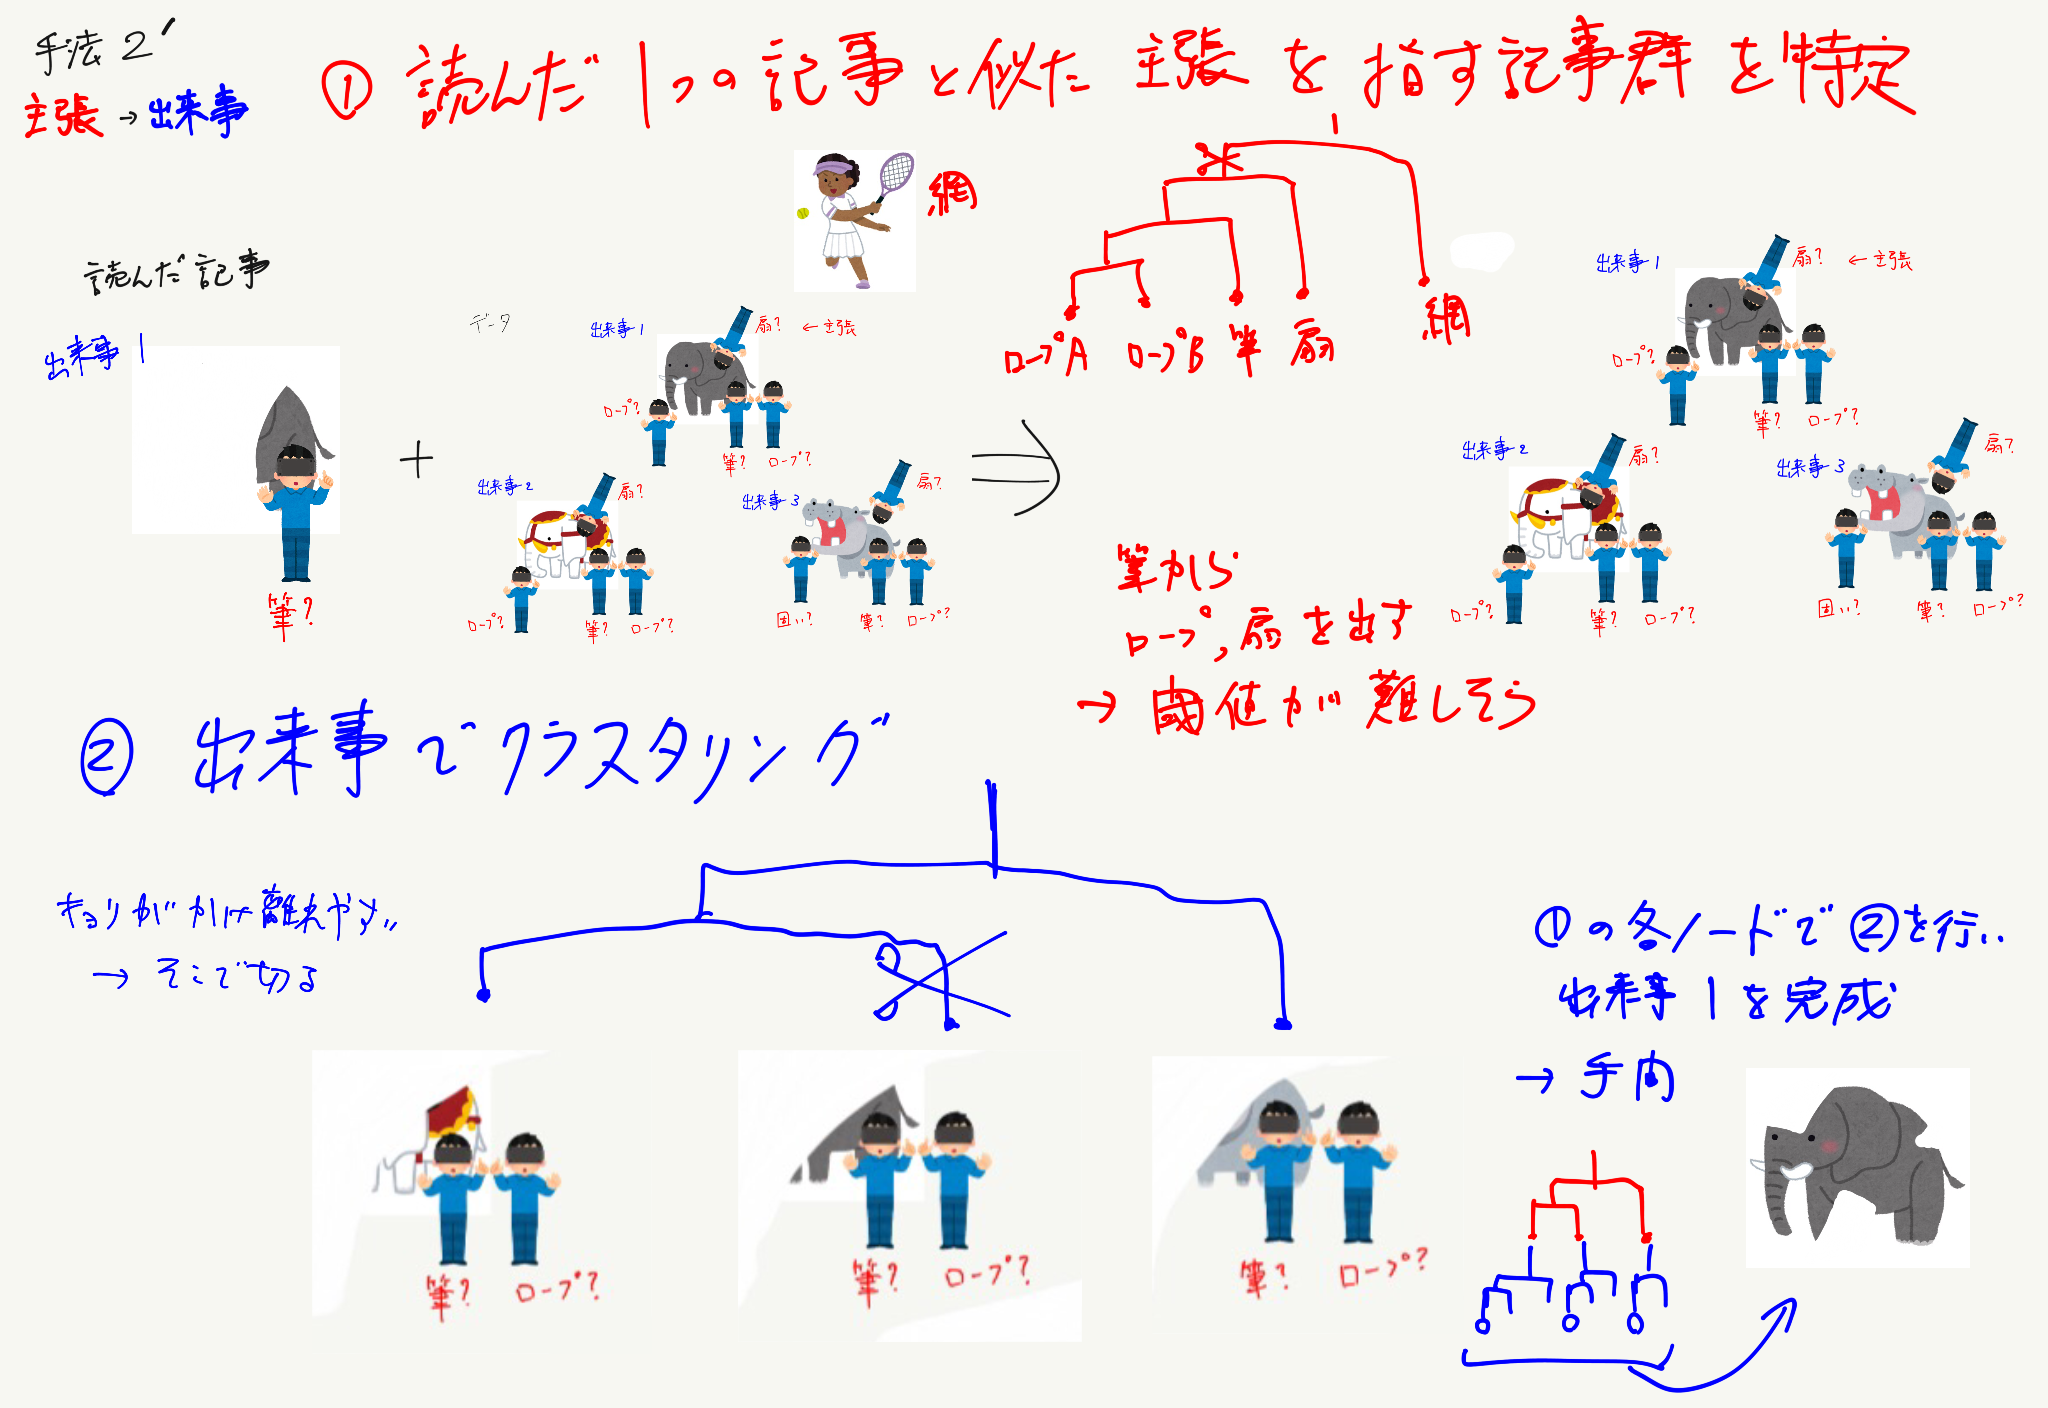 手法 2'
主張 → 出来事
① 読んだ 1つの記事と似た 主張 を 指す記事群を特定
網
読んだ記事
出来事 1
筆?
+
データ
出来事 1
扇?
← 主張
ロープ?
筆?
ロープ?
出来事 2
扇?
ロープ?
筆?
ロープ?
出来事 3
扇?
固い?
筆?
ロープ?
ロープA ロープB 筆 扇 網
出来事 1
扇?
← 主張
ロープ?
筆?
ロープ?
出来事 2
扇?
ロープ?
筆?
ロープ?
出来事 3
扇?
固い?
筆?
ロープ?
筆から
ロープ,扇を出す
→ 閾値が難しそう
② 出来事でクラスタリング
キョリがかけ離れやすい
→ そこで切る
筆? ロープ?
筆? ロープ?
筆? ロープ?
①の各ノードで②を行い
出来事 1を完成
→